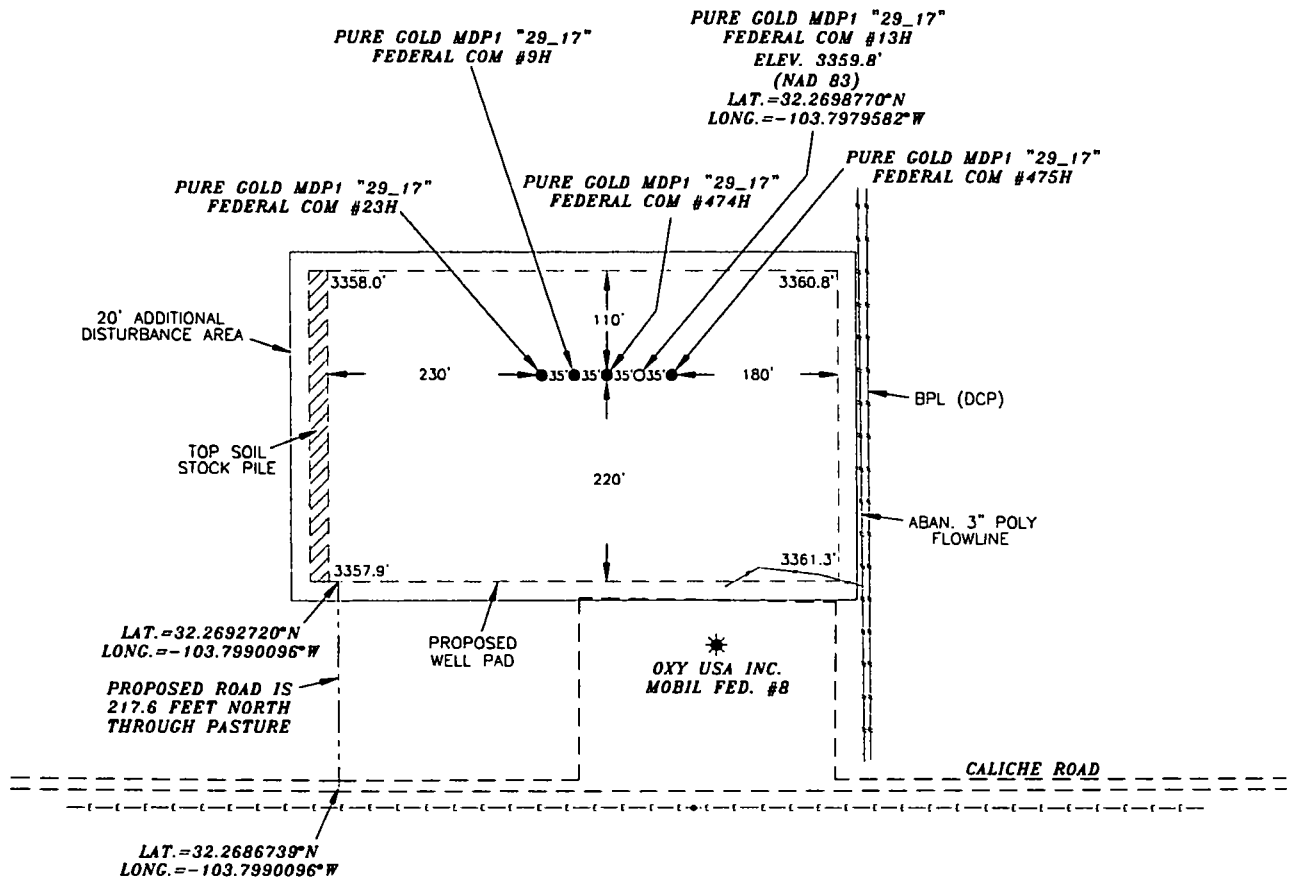 PURE GOLD MDP1 "29_17"
FEDERAL COM #9H
PURE GOLD MDP1 "29_17"
FEDERAL COM #13H
ELEV. 3359.8'
(NAD 83)
LAT.=32.2698770°N
LONG.=-103.7979582°W
PURE GOLD MDP1 "29_17"
FEDERAL COM #23H
PURE GOLD MDP1 "29_17"
FEDERAL COM #474H
PURE GOLD MDP1 "29_17"
FEDERAL COM #475H
20' ADDITIONAL
DISTURBANCE AREA
3358.0'
3360.8'
110'
230'
35'
35'
35'
35'
180'
BPL (DCP)
TOP SOIL
STOCK PILE
220'
ABAN. 3" POLY
FLOWLINE
3357.9'
3361.3'
LAT.=32.2692720°N
LONG.=-103.7990096°W
PROPOSED
WELL PAD
OXY USA INC.
MOBIL FED. #8
PROPOSED ROAD IS
217.6 FEET NORTH
THROUGH PASTURE
CALICHE ROAD
LAT.=32.2686739°N
LONG.=-103.7990096°W